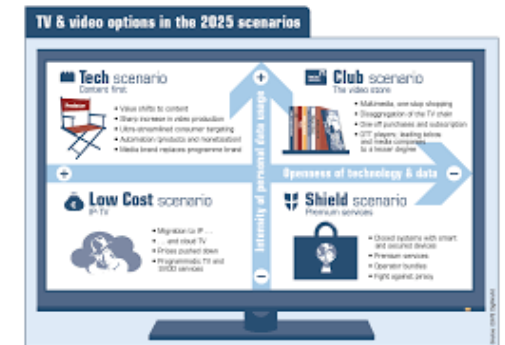 TV & video options in the 2025 scenarios
Tech scenario
Content first
Producer
• Value shifts to content
• Sharp increase in video production
• Ultra-streamlined consumer targeting
• Automation (products and monetization)
• Media brand replaces programme brand
Club scenario
The video store
• Multimedia, one-stop shopping
• Disaggregation of the TV chain
• One-off purchases and subscription
• OTT players, leading telcos
and media companies
to a lesser degree
Intensity of personal data usage
Openness of technology & data
Low Cost scenario
IP-TV
• Migration to IP ...
• ... and cloud TV
• Prices pushed down
• Programmatic TV and
SVOD services
Shield scenario
Premium services
• Closed systems with smart
and secured devices
• Premium services
• Operator bundles
• Fight against piracy